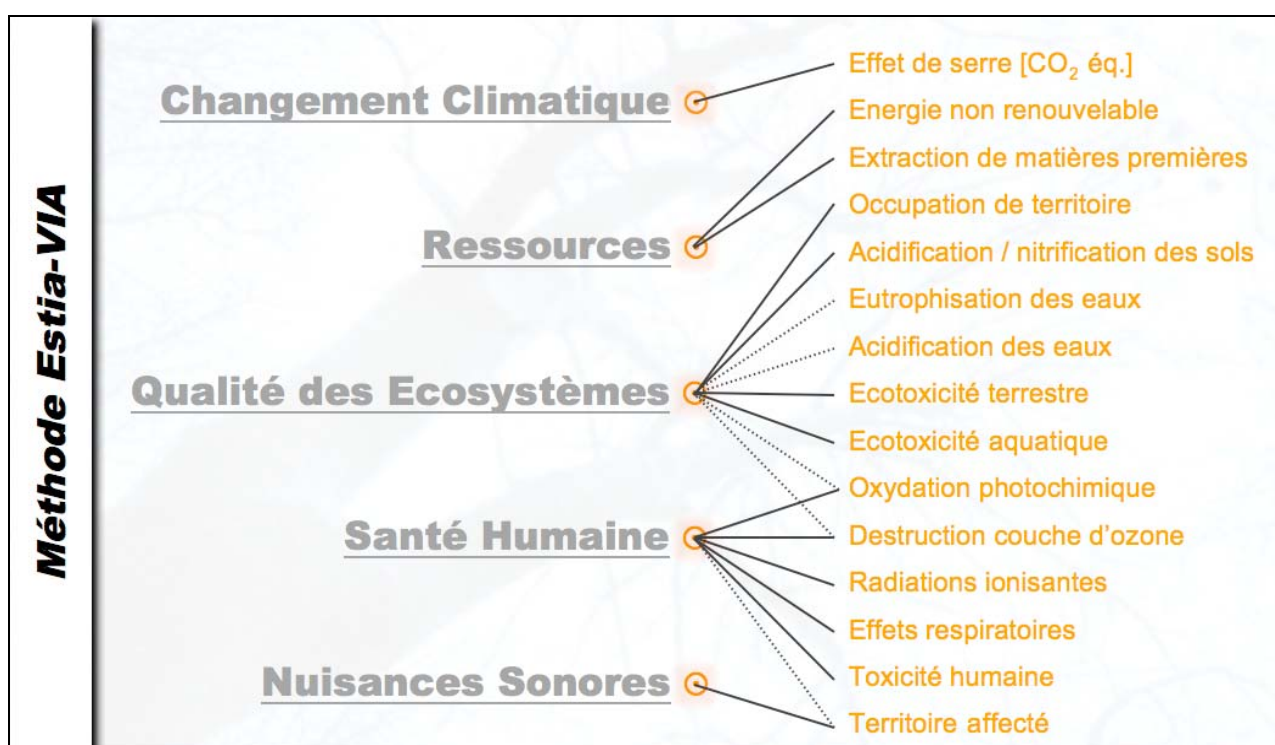 Méthode Estia-VIA
Changement Climatique
Ressources
Qualité des Ecosystèmes
Santé Humaine
Nuisances Sonores
Effet de serre [CO₂ éq.]
Energie non renouvelable
Extraction de matières premières
Occupation de territoire
Acidification / nitrification des sols
Eutrophisation des eaux
Acidification des eaux
Ecotoxicité terrestre
Ecotoxicité aquatique
Oxydation photochimique
Destruction couche d'ozone
Radiations ionisantes
Effets respiratoires
Toxicité humaine
Territoire affecté